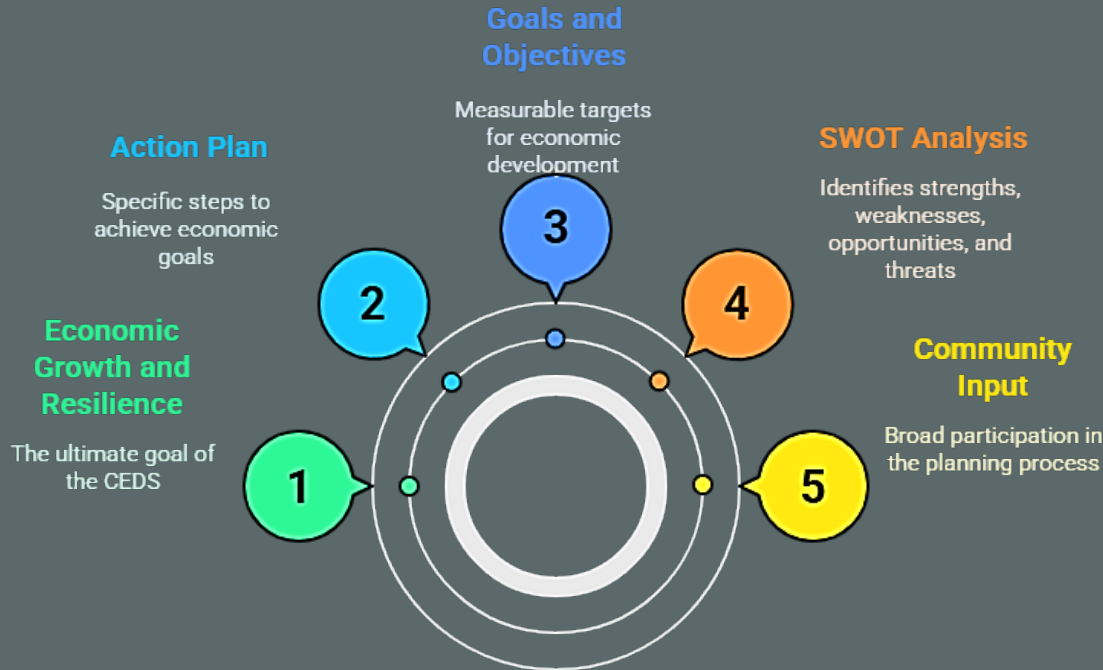 Economic
Growth and
Resilience
The ultimate goal of
the CEDS
1
Action Plan
Specific steps to
achieve economic
goals
2
Goals and
Objectives
Measurable targets
for economic
development
3
SWOT Analysis
Identifies strengths,
weaknesses,
opportunities, and
threats
4
Community
Input
Broad participation in
the planning process
5